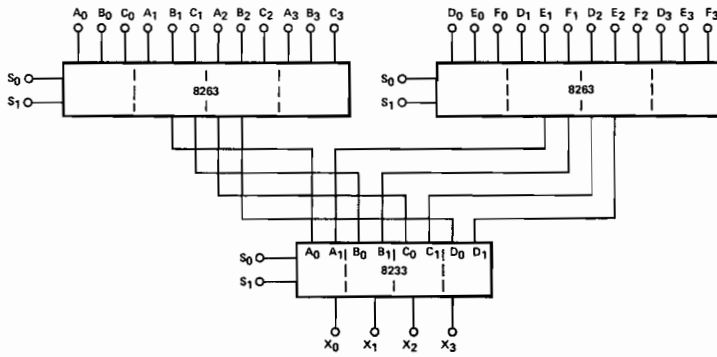 A0 B0 C0 A1 B1 C1 A2 B2 C2 A3 B3 C3
D0 E0 F0 D1 E1 F1 D2 E2 F2 D3 E3 F3
S0
S1
8263
S0
S1
8263
A0 A1 B0 B1 C0 C1 D0 D1
S0
S1
8233
X0 X1 X2 X3